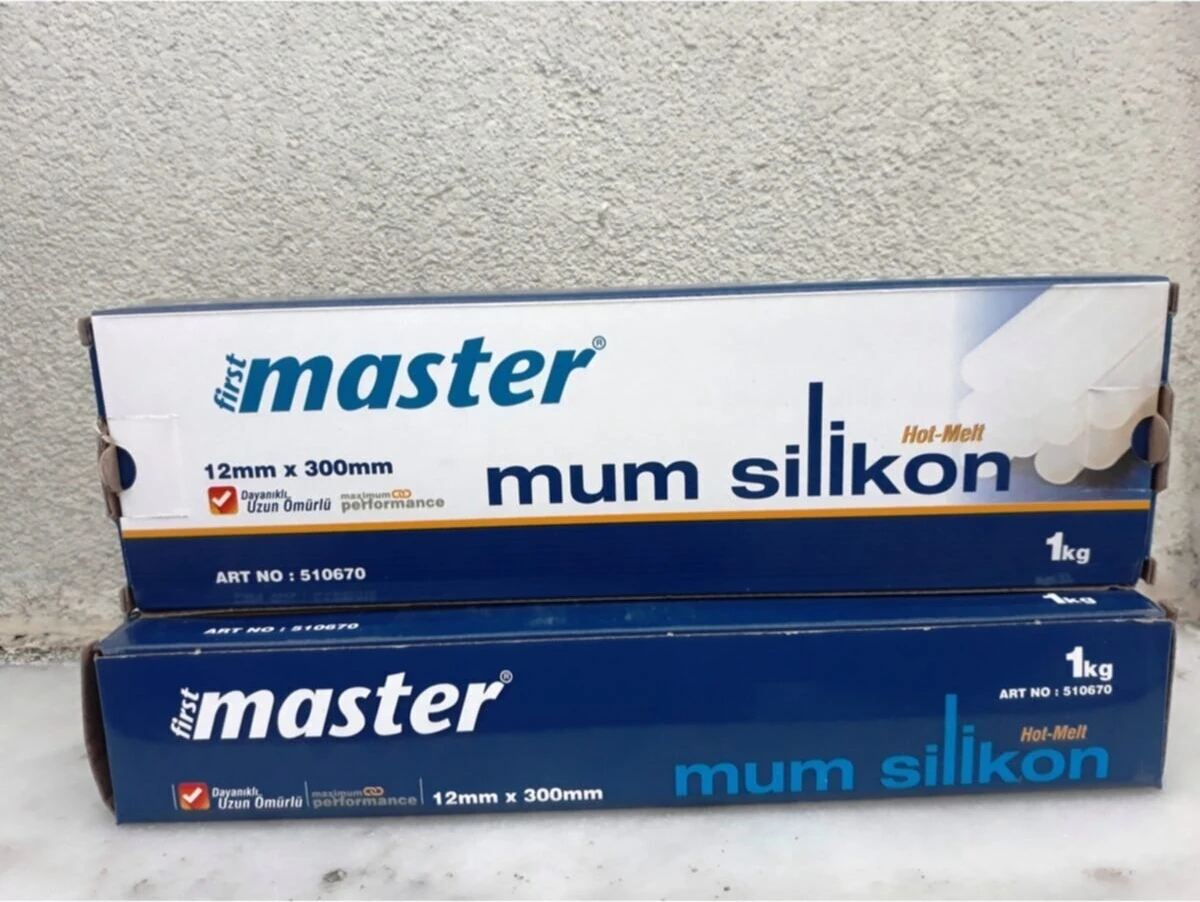 first master®
12mm x 300mm
Dayanıklı,
Uzun Ömürlü
maximum
performance
Hot-Melt
mum silikon
1kg
ART NO : 510670
ART NO : 510670
1kg
first master®
1kg
ART NO : 510670
Hot-Melt
mum silikon
Dayanıklı,
Uzun Ömürlü
maximum
performance
12mm x 300mm